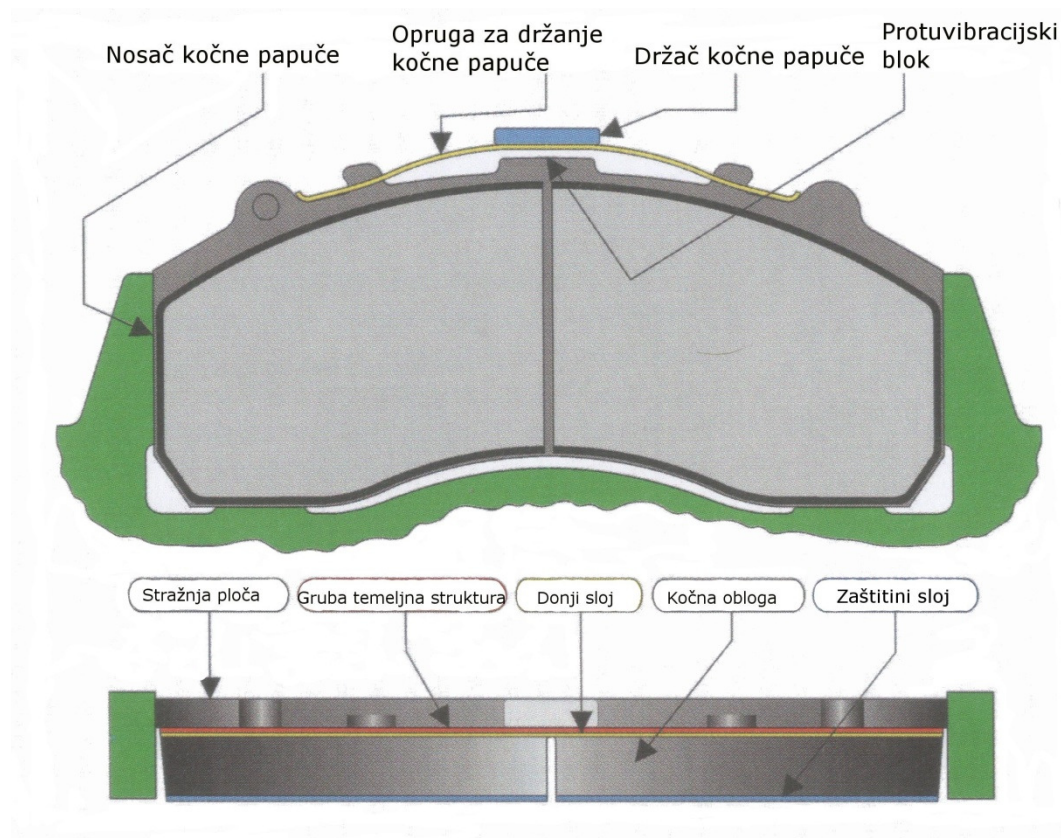 Nosač kočne papuče
Opruga za držanje
kočne papuče
Držač kočne papuče
Protuvibracijski
blok
Stražnja ploča
Gruba temeljna struktura
Donji sloj
Kočna obloga
Zaštitini sloj